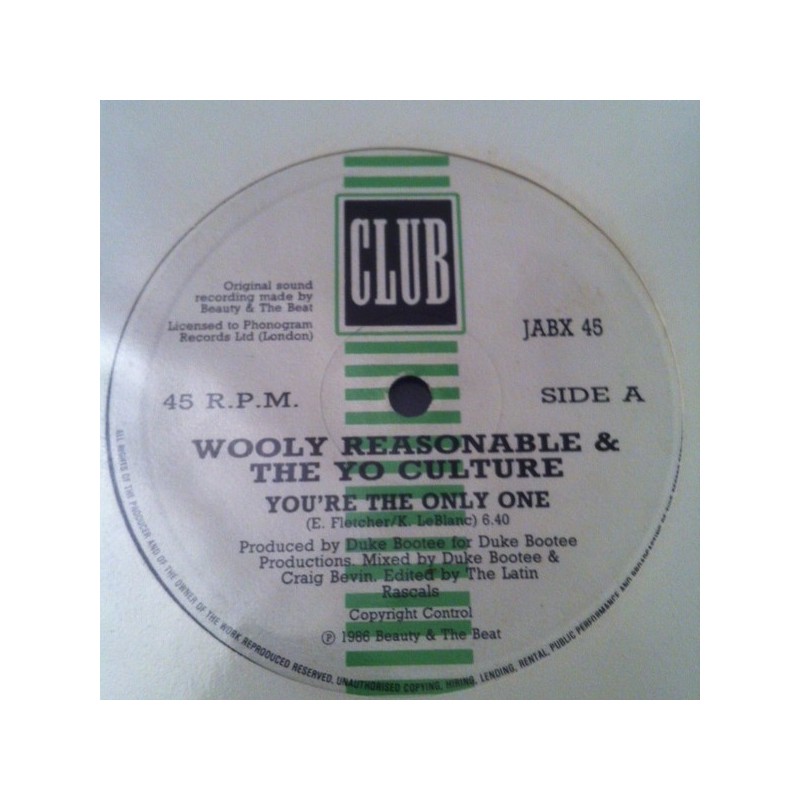 CLUB
Original sound
recording made by
Beauty & The Beat
Licensed to Phonogram
Records Ltd (London)
JABX 45
45 R.P.M.
SIDE A
WOOLY REASONABLE &
THE YO CULTURE
YOU'RE THE ONLY ONE
(E. Fletcher/K. LeBlanc) 6.40
Produced by Duke Bootee for Duke Bootee
Productions. Mixed by Duke Bootee &
Craig Bevin. Edited by The Latin
Rascals
Copyright Control
Ⓟ 1986 Beauty & The Beat
ALL RIGHTS OF THE PRODUCER AND OF THE OWNER OF THE WORK REPRODUCED RESERVED. UNAUTHORISED COPYING, HIRING, LENDING, RENTAL, PUBLIC PERFORMANCE AND BROADCASTING OF